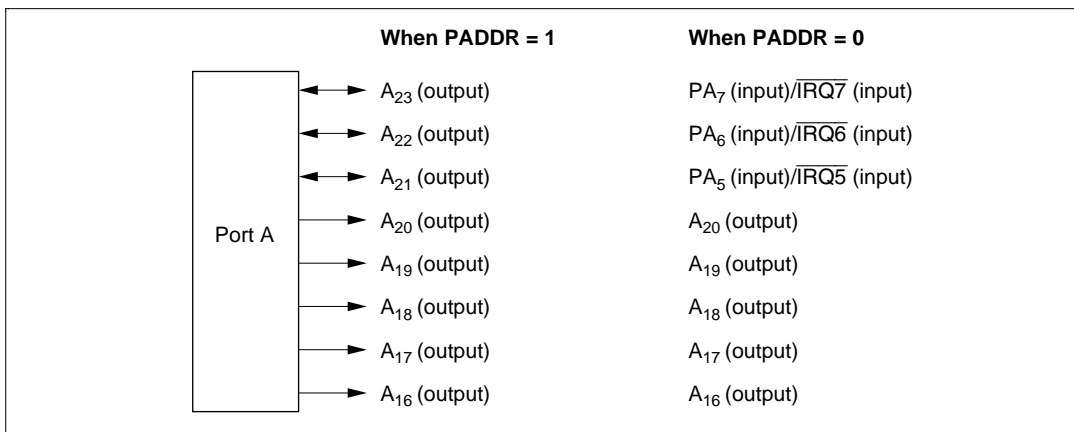 When PADDR = 1 When PADDR = 0
A23 (output) PA7 (input)/IRQ7 (input)
A22 (output) PA6 (input)/IRQ6 (input)
A21 (output) PA5 (input)/IRQ5 (input)
Port A
A20 (output) A20 (output)
A19 (output) A19 (output)
A18 (output) A18 (output)
A17 (output) A17 (output)
A16 (output) A16 (output)